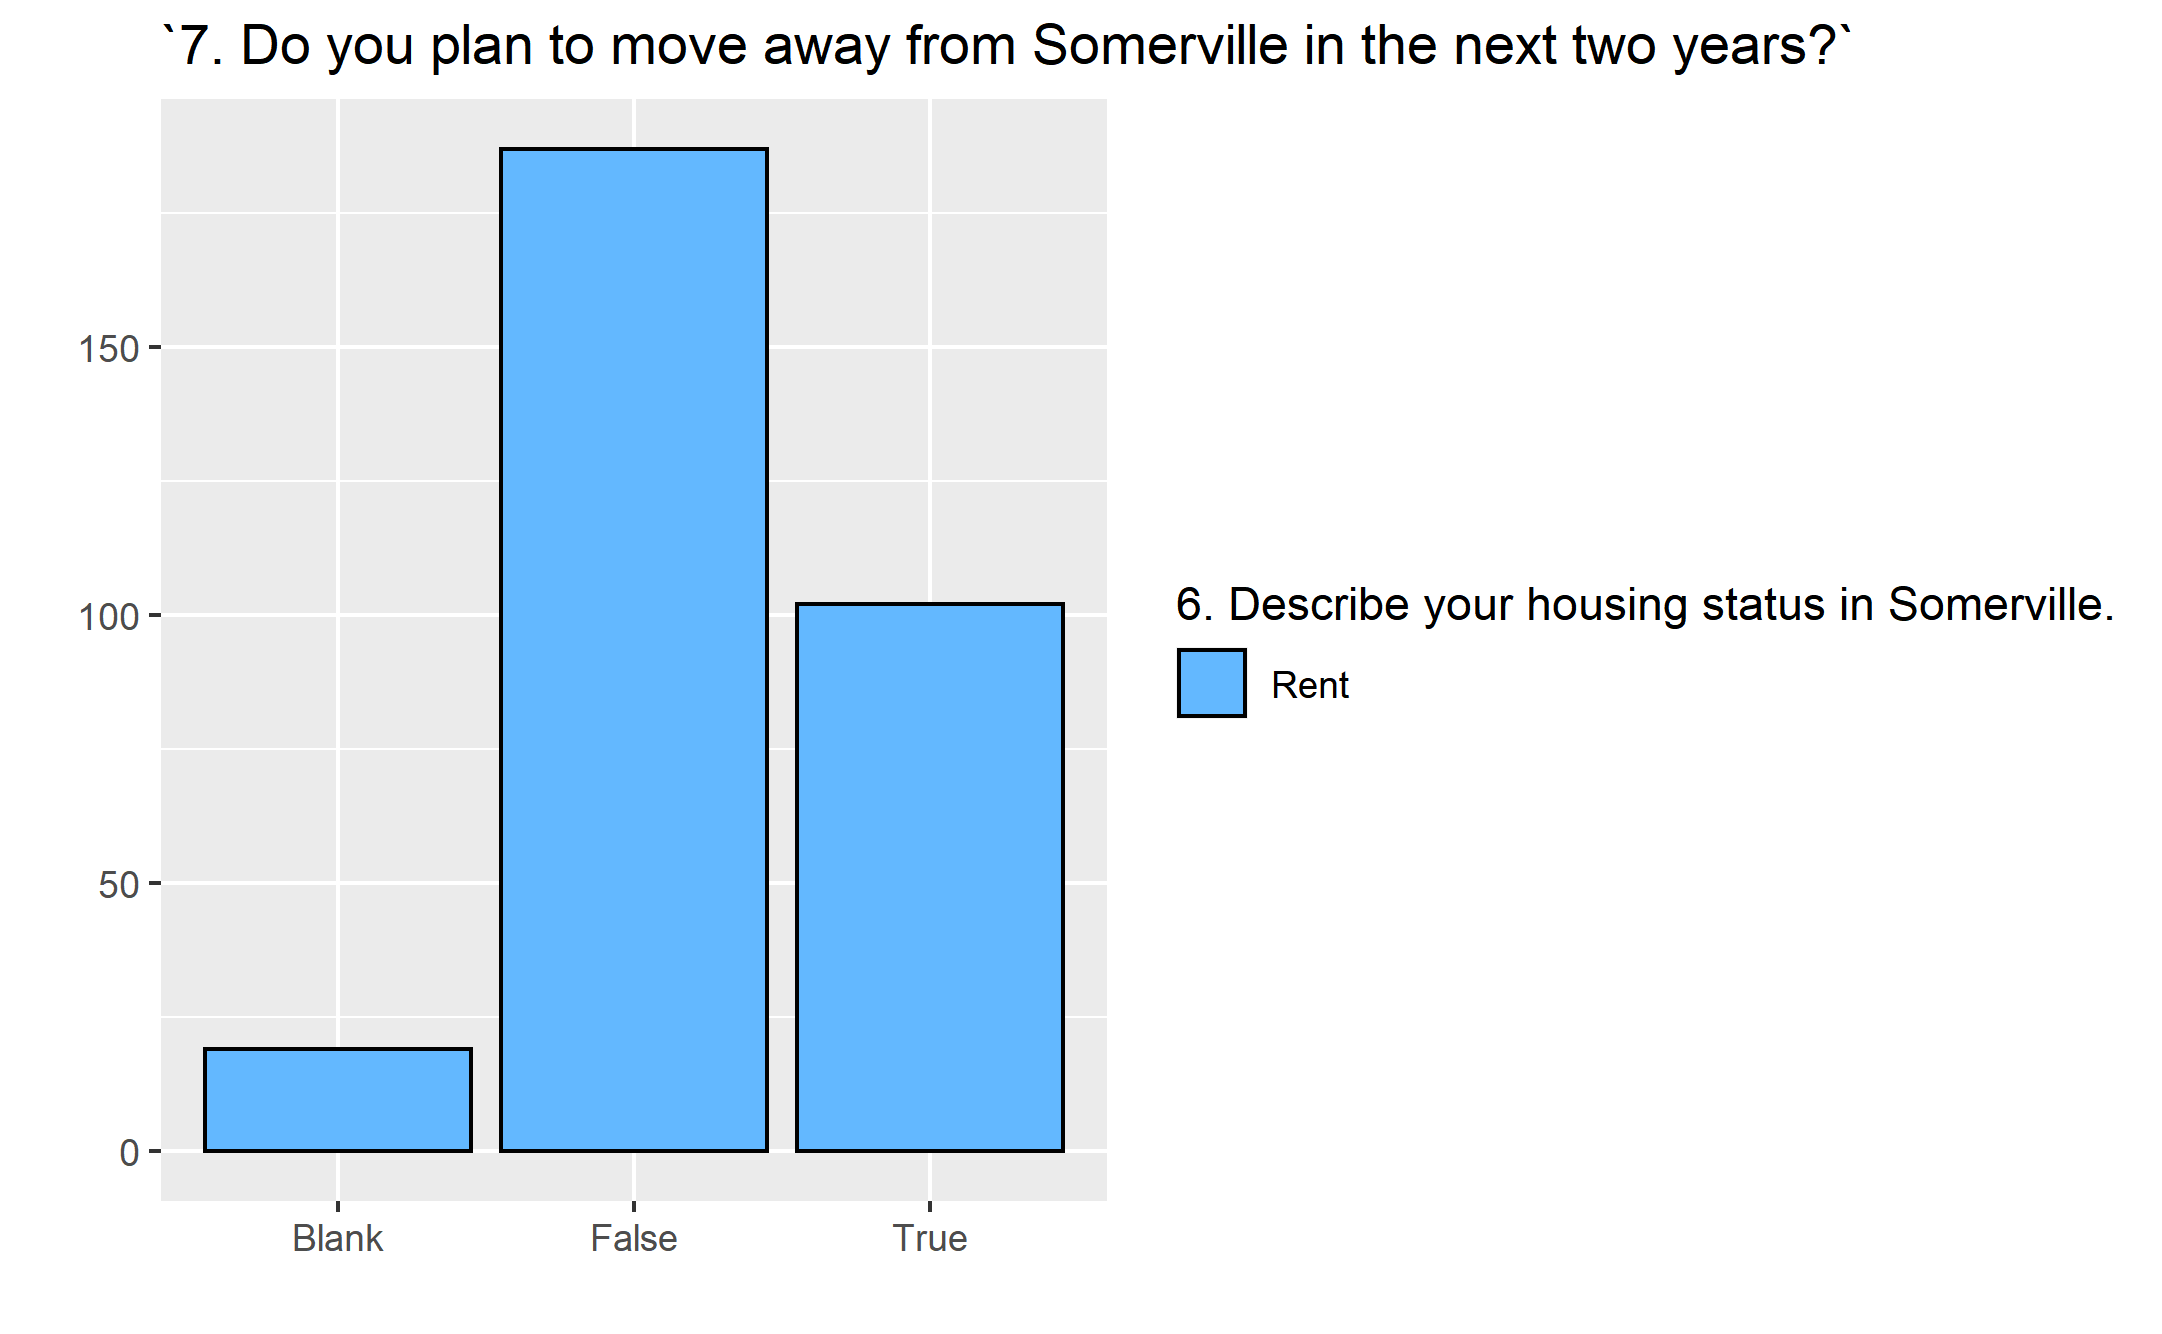 `7. Do you plan to move away from Somerville in the next two years?`
150
100
50
0
Blank False True
6. Describe your housing status in Somerville.
Rent